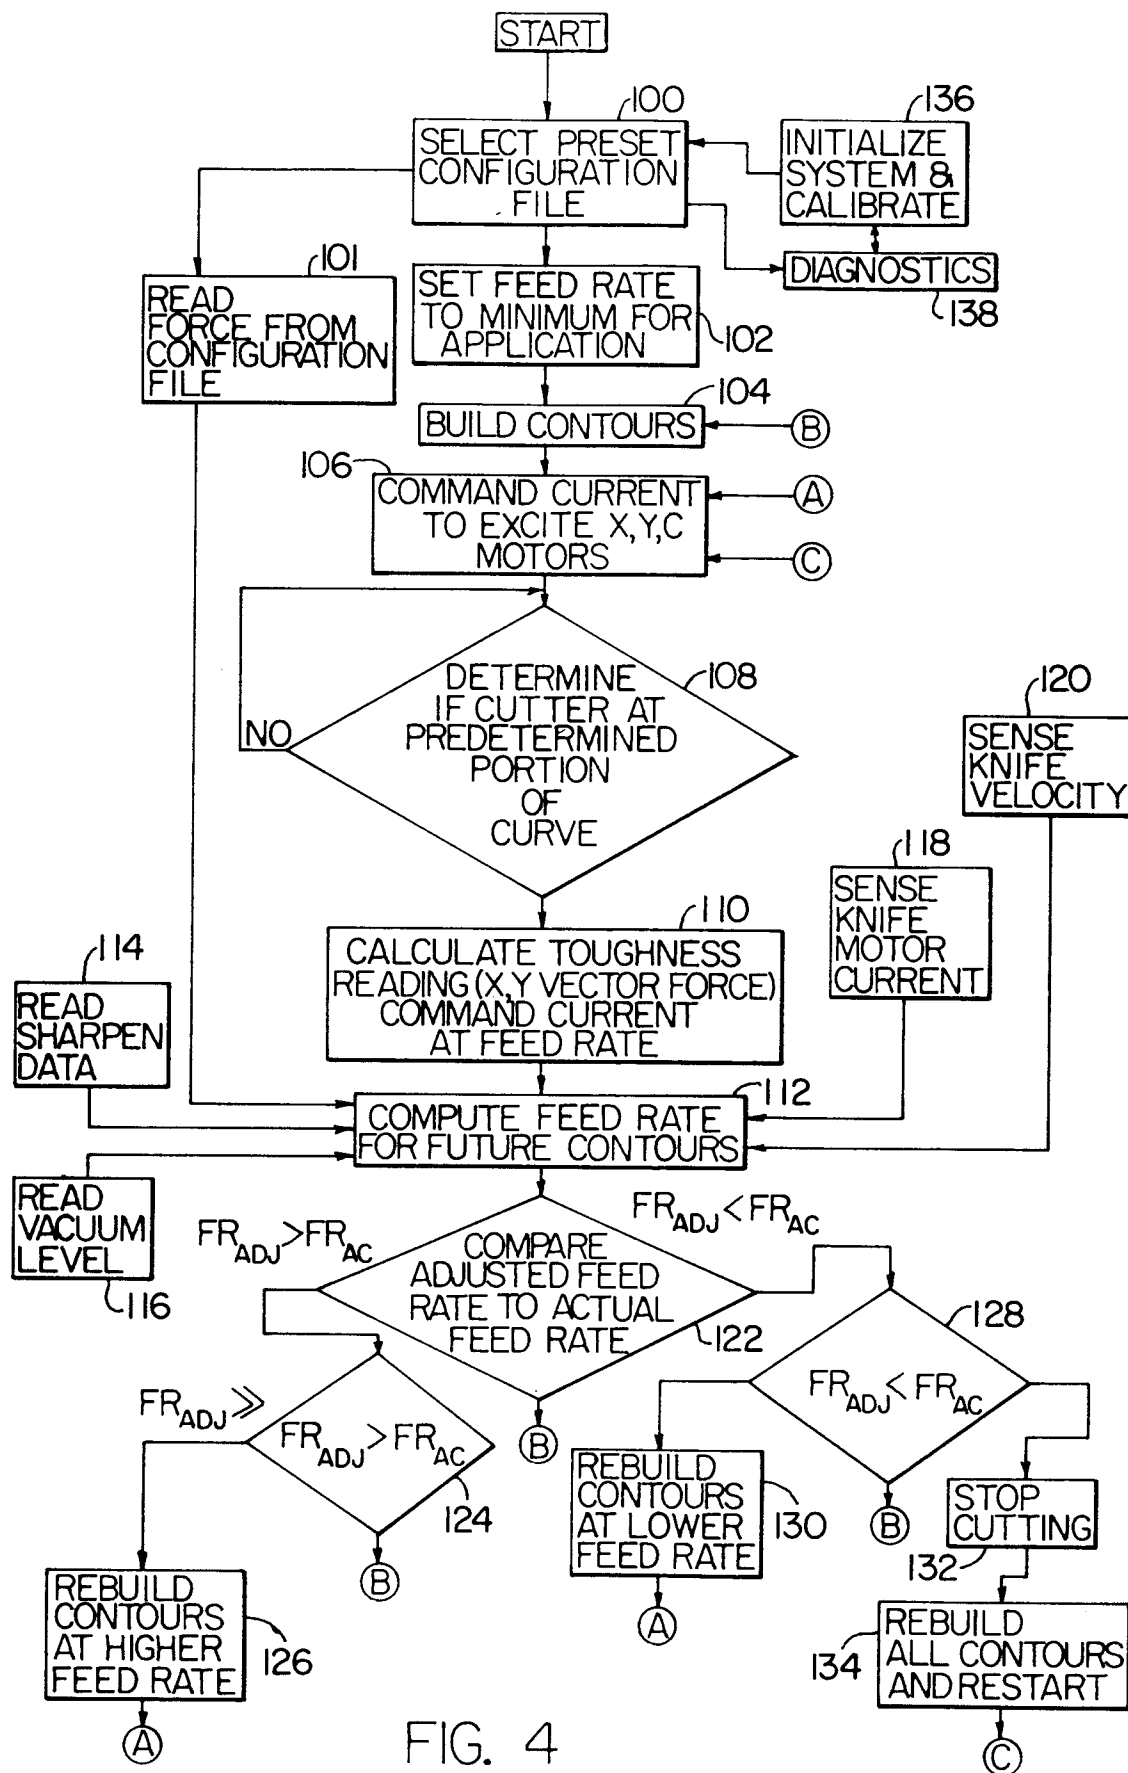 START
100
SELECT PRESET
CONFIGURATION
FILE
136
INITIALIZE
SYSTEM &
CALIBRATE
DIAGNOSTICS
138
101
READ
FORCE FROM
CONFIGURATION
FILE
SET FEED RATE
TO MINIMUM FOR
APPLICATION
102
104
BUILD CONTOURS
B
106
COMMAND CURRENT
TO EXCITE X,Y,C
MOTORS
A
C
108
DETERMINE
IF CUTTER AT
PREDETERMINED
PORTION
OF
CURVE
NO
120
SENSE
KNIFE
VELOCITY
118
SENSE
KNIFE
MOTOR
CURRENT
110
CALCULATE TOUGHNESS
READING (X,Y VECTOR FORCE)
COMMAND CURRENT
AT FEED RATE
114
READ
SHARPEN
DATA
112
COMPUTE FEED RATE
FOR FUTURE CONTOURS
READ
VACUUM
LEVEL
116
FRADJ>FRAC
FRADJ<FRAC
COMPARE
ADJUSTED FEED
RATE TO ACTUAL
FEED RATE
122
B
128
FRADJ<FRAC
B
FRADJ≫
FRADJ>FRAC
124
B
REBUILD
CONTOURS
AT LOWER
FEED RATE
130
A
STOP
CUTTING
132
REBUILD
CONTOURS
AT HIGHER
FEED RATE
126
A
134
REBUILD
ALL CONTOURS
AND RESTART
C
FIG. 4